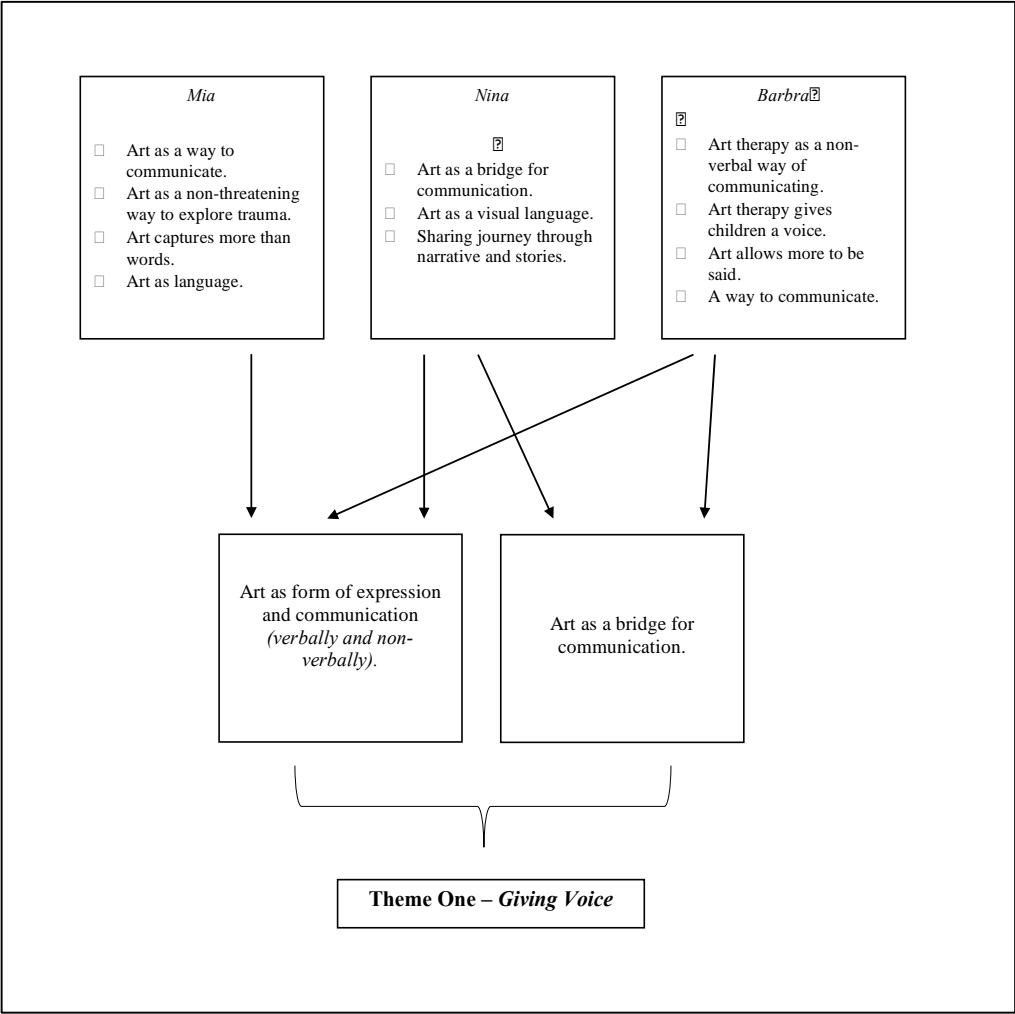 Mia
Art as a way to
communicate.
Art as a non-threatening
way to explore trauma.
Art captures more than
words.
Art as language.
Nina
Art as a bridge for
communication.
Art as a visual language.
Sharing journey through
narrative and stories.
Barbra
Art therapy as a non-
verbal way of
communicating.
Art therapy gives
children a voice.
Art allows more to be
said.
A way to communicate.
Art as form of expression
and communication
(verbally and non-
verbally).
Art as a bridge for
communication.
Theme One – Giving Voice